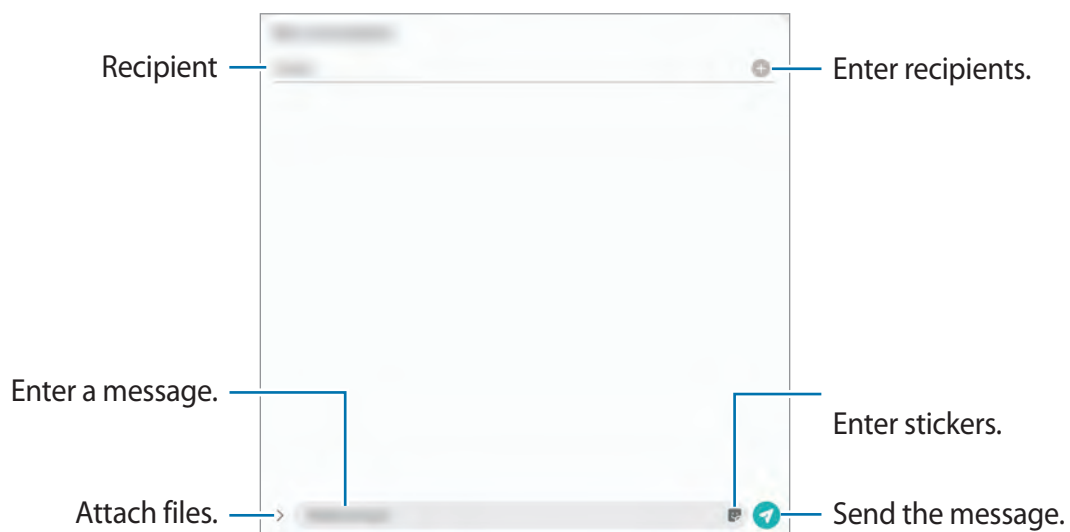 Recipient
Enter recipients.
Enter a message.
Enter stickers.
Attach files.
Send the message.